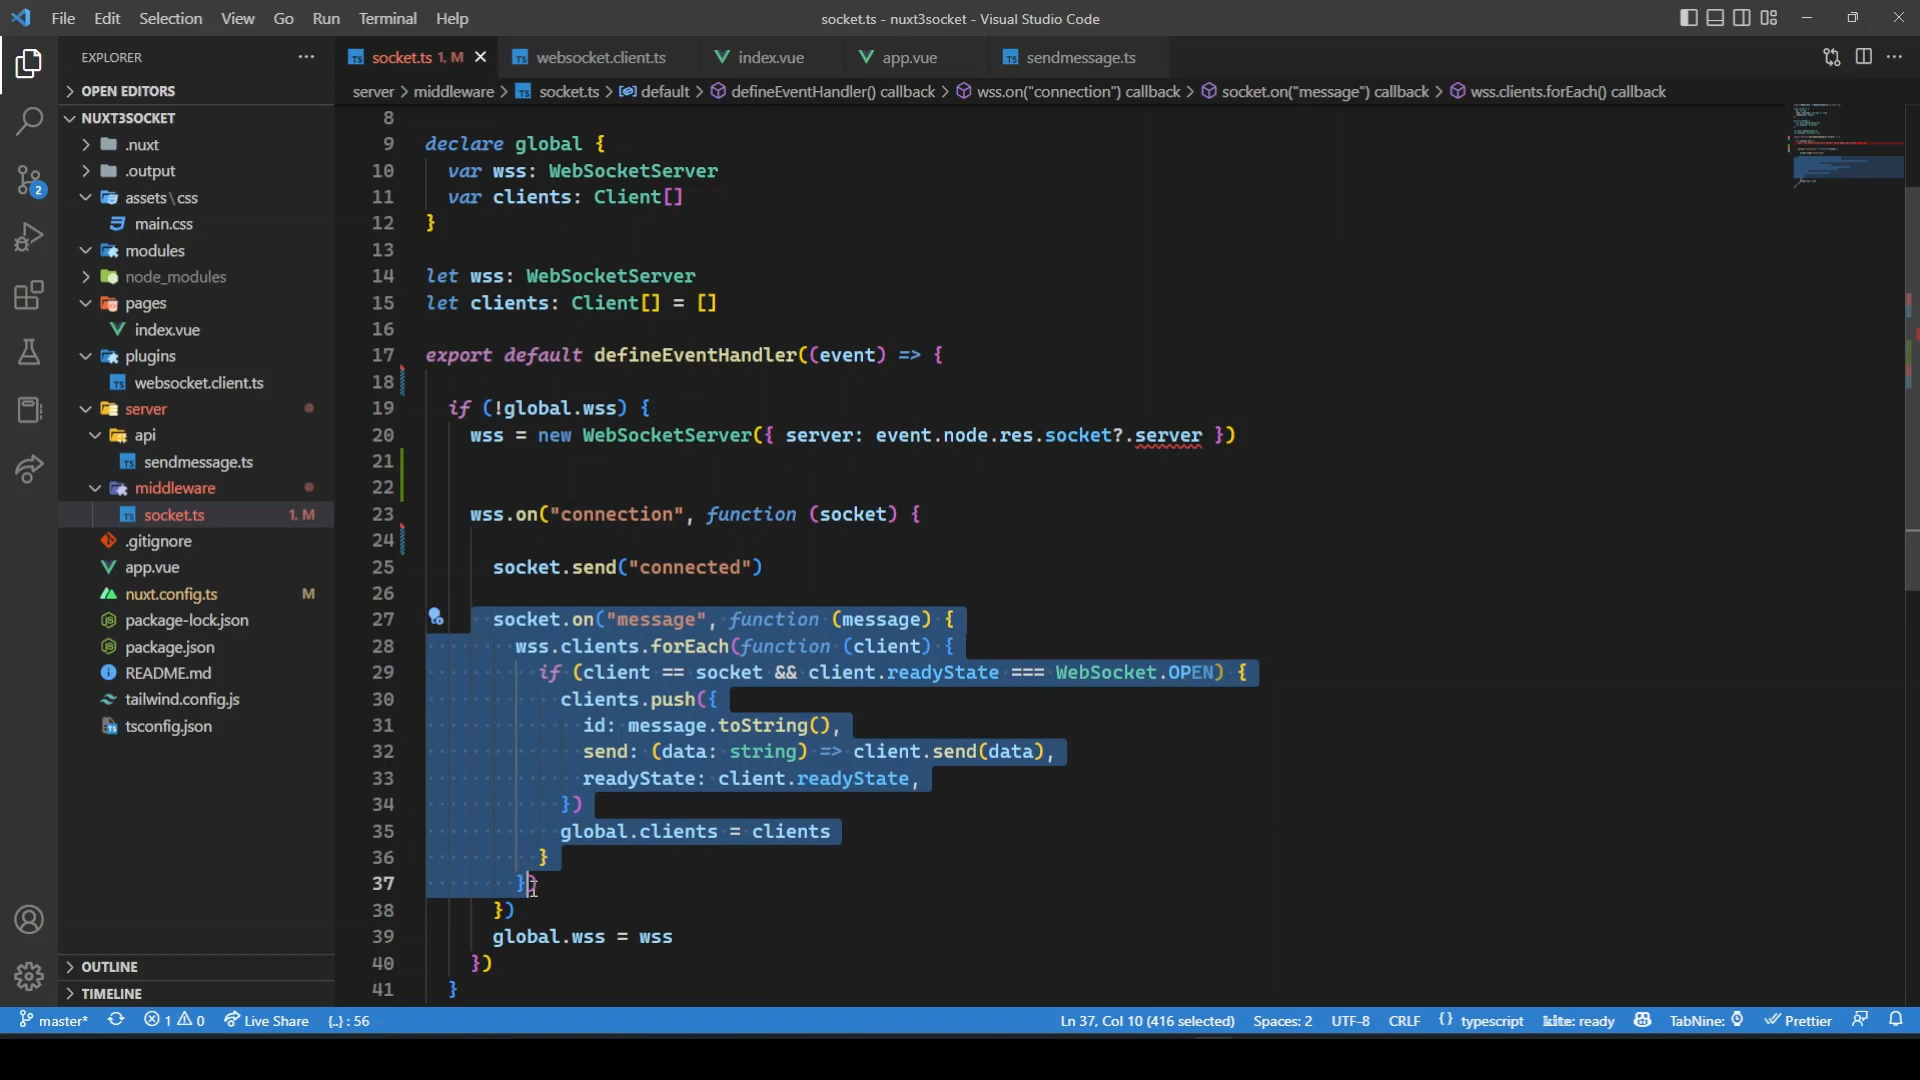 File Edit Selection View Go Run Terminal Help
socket.ts - nuxt3socket - Visual Studio Code
EXPLORER
OPEN EDITORS
NUXT3SOCKET
.nuxt
.output
assets\css
main.css
modules
node_modules
pages
index.vue
plugins
websocket.client.ts
server
api
sendmessage.ts
middleware
socket.ts 1, M
.gitignore
app.vue
nuxt.config.ts M
package-lock.json
package.json
README.md
tailwind.config.js
tsconfig.json
OUTLINE
TIMELINE
2
socket.ts 1, M websocket.client.ts index.vue app.vue sendmessage.ts
server > middleware > socket.ts > default > defineEventHandler() callback > wss.on("connection") callback > socket.on("message") callback > wss.clients.forEach() callback
8
9 declare global {
10 var wss: WebSocketServer
11 var clients: Client[]
12 }
13
14 let wss: WebSocketServer
15 let clients: Client[] = []
16
17 export default defineEventHandler((event) => {
18
19 if (!global.wss) {
20 wss = new WebSocketServer({ server: event.node.res.socket?.server })
21
22
23 wss.on("connection", function (socket) {
24
25 socket.send("connected")
26
27 socket.on("message", function (message) {
28 wss.clients.forEach(function (client) {
29 if (client == socket && client.readyState === WebSocket.OPEN) {
30 clients.push({
31 id: message.toString(),
32 send: (data: string) => client.send(data),
33 readyState: client.readyState,
34 })
35 global.clients = clients
36 }
37 })
38 })
39 global.wss = wss
40 })
41 }
master* 1 0 Live Share {..} : 56
Ln 37, Col 10 (416 selected) Spaces: 2 UTF-8 CRLF {} typescript kite: ready TabNine: Prettier